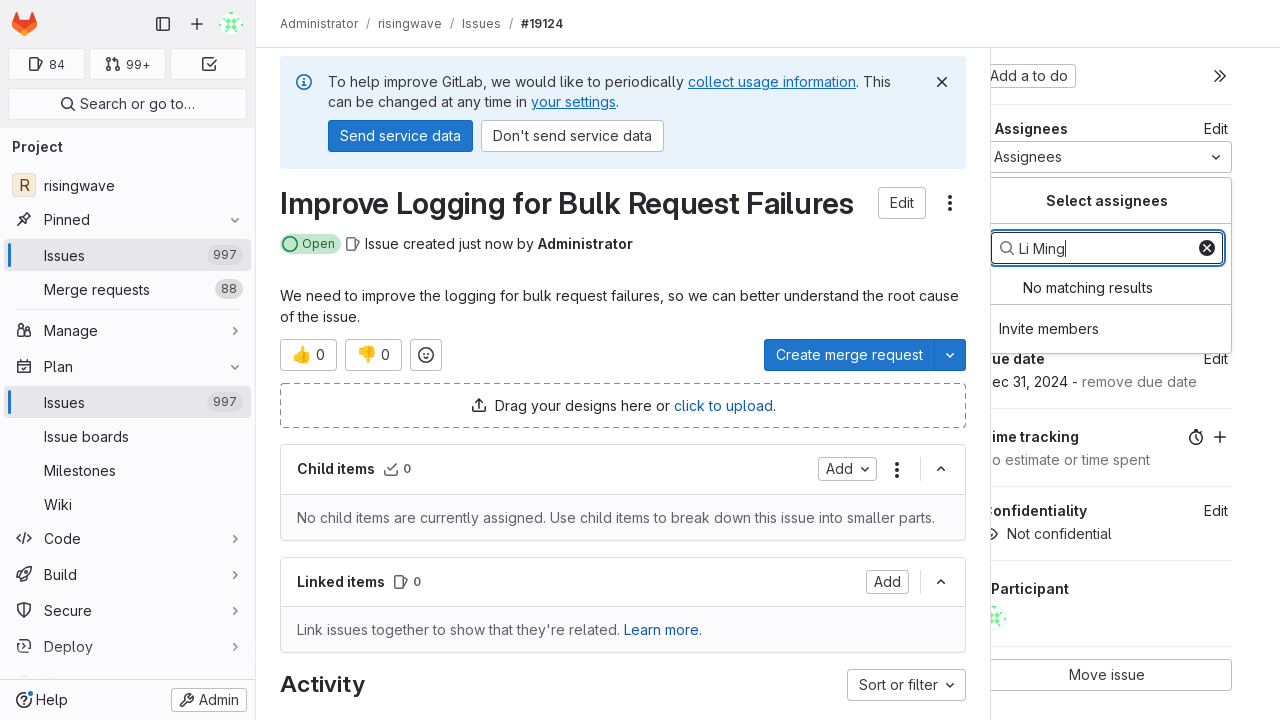 Administrator / risingwave / Issues / #19124
84
99+
Search or go to…
Project
R risingwave
Pinned
Issues 997
Merge requests 88
Manage
Plan
Issues 997
Issue boards
Milestones
Wiki
Code
Build
Secure
Deploy
Help
Admin
To help improve GitLab, we would like to periodically collect usage information. This
can be changed at any time in your settings.
Send service data
Don't send service data
Improve Logging for Bulk Request Failures
Edit
Open
Issue created just now by Administrator
We need to improve the logging for bulk request failures, so we can better understand the root cause
of the issue.
👍 0
👎 0
Create merge request
Drag your designs here or click to upload.
Child items 0
Add
No child items are currently assigned. Use child items to break down this issue into smaller parts.
Linked items 0
Add
Link issues together to show that they're related. Learn more.
Activity
Sort or filter
Add a to do
Assignees
Edit
Assignees
Select assignees
Li Ming
No matching results
Invite members
ue date
Edit
ec 31, 2024 - remove due date
ime tracking
o estimate or time spent
Confidentiality
Edit
Not confidential
Participant
Move issue